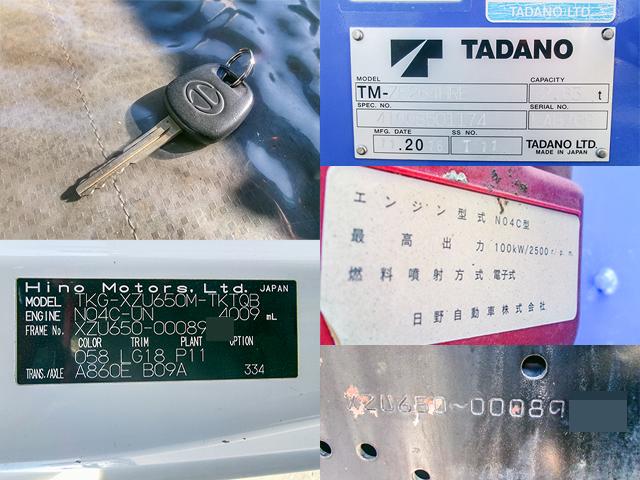 TADANO LTD.
TADANO
MODEL
CAPACITY
TM-
t
SPEC. NO.
SERIAL NO.
MFG. DATE
SS NO.
.20
T 11
TADANO LTD.
MADE IN JAPAN
エンジン型式 N04C型
最高出力 100kW/2500r.p.m.
燃料噴射方式 電子式
日野自動車株式会社
Hino Motors, Ltd. JAPAN
MODEL TKG-XZU650M-TKTQB
ENGINE N04C-UN 4009 mL
FRAME No. XZU650-00089
COLOR TRIM PLANT OPTION
058 LG18 P11
TRANS./AXLE A860E B09A 334
XZU650-00089